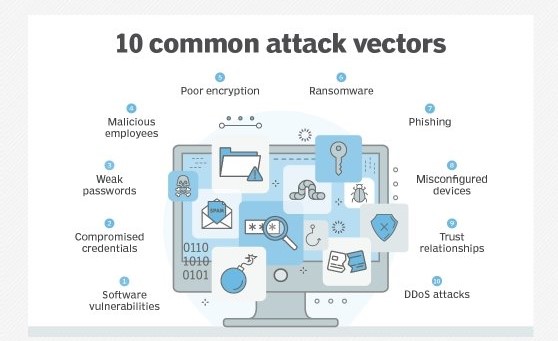 10 common attack vectors
5
Poor encryption
6
Ransomware
4
Malicious
employees
7
Phishing
3
Weak
passwords
8
Misconfigured
devices
2
Compromised
credentials
9
Trust
relationships
1
Software
vulnerabilities
10
DDoS attacks
SPAM
***
0110
1010
0101